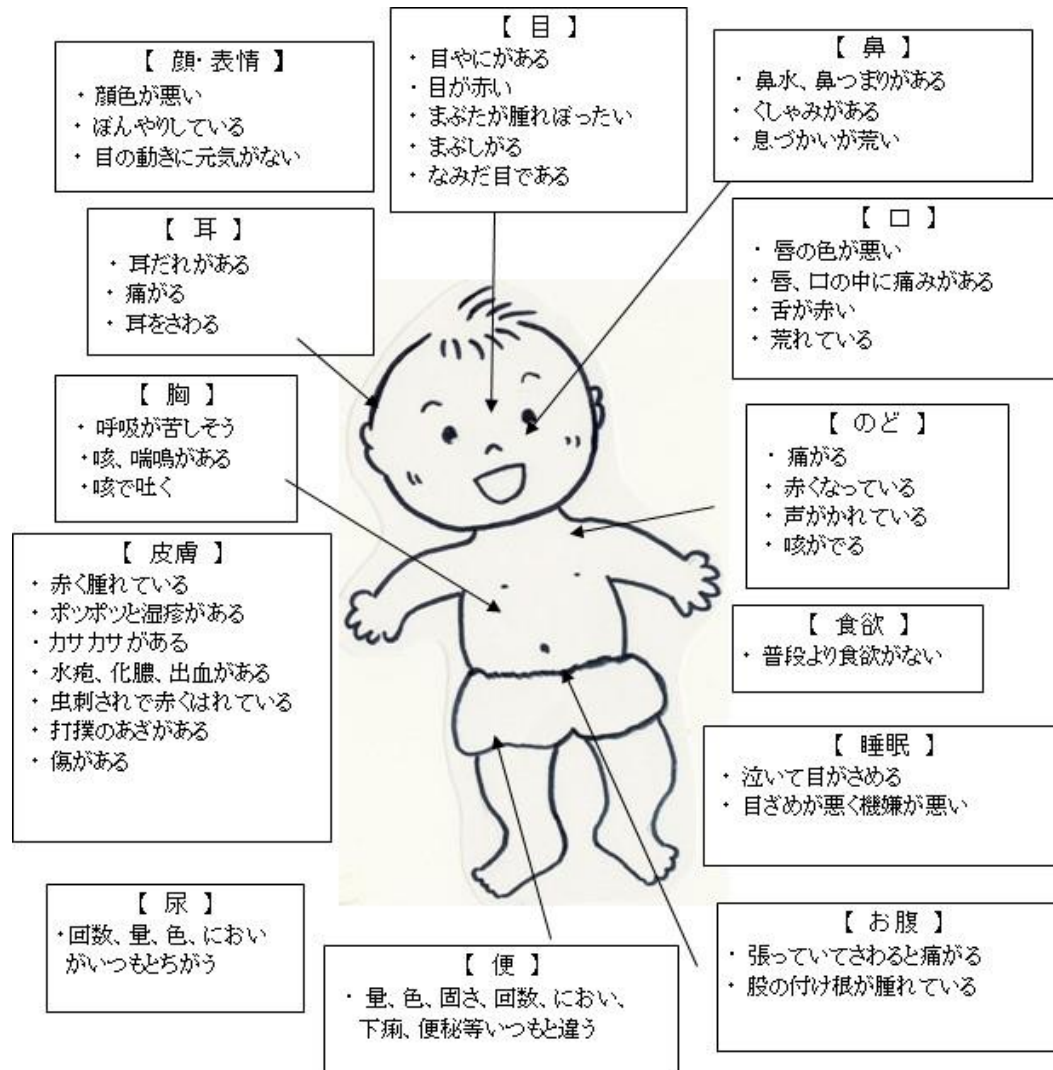 【 顔・表情 】
・ 顔色が悪い
・ ぼんやりしている
・ 目の動きに元気がない
【 目 】
・ 目やにがある
・ 目が赤い
・ まぶたが腫れぼったい
・ まぶしがる
・ なみだ目である
【 鼻 】
・ 鼻水、鼻つまりがある
・ くしゃみがある
・ 息づかいが荒い
【 耳 】
・ 耳だれがある
・ 痛がる
・ 耳をさわる
【 口 】
・ 唇の色が悪い
・ 唇、口の中に痛みがある
・ 舌が赤い
・ 荒れている
【 胸 】
・ 呼吸が苦しそう
・咳、喘鳴がある
・咳で吐く
【 のど 】
・ 痛がる
・ 赤くなっている
・ 声がかれている
・ 咳がでる
【 皮膚 】
・ 赤く腫れている
・ ポツポツと湿疹がある
・ カサカサがある
・ 水疱、化膿、出血がある
・ 虫刺されで赤くはれている
・ 打撲のあざがある
・ 傷がある
【 食欲 】
・ 普段より食欲がない
【 睡眠 】
・ 泣いて目がさめる
・ 目ざめが悪く機嫌が悪い
【 尿 】
・回数、量、色、におい
がいつもとちがう
【 便 】
・ 量、色、固さ、回数、におい、
下痢、便秘等いつもと違う
【 お腹 】
・ 張っていてさわると痛がる
・ 股の付け根が腫れている